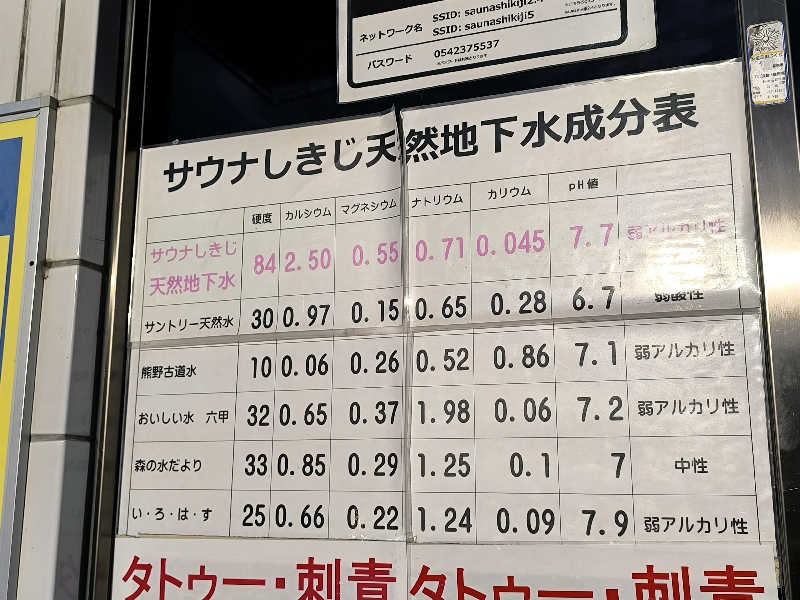 ネットワーク名 SSID: saunashikiji2.4
SSID: saunashikiji5
パスワード 0542375537
サウナしきじ天然地下水成分表
硬度 カルシウム マグネシウム ナトリウム カリウム pH値
サウナしきじ
天然地下水 84 2.50 0.55 0.71 0.045 7.7 弱アルカリ性
サントリー天然水 30 0.97 0.15 0.65 0.28 6.7 弱酸性
熊野古道水 10 0.06 0.26 0.52 0.86 7.1 弱アルカリ性
おいしい水 六甲 32 0.65 0.37 1.98 0.06 7.2 弱アルカリ性
森の水だより 33 0.85 0.29 1.25 0.1 7 中性
い・ろ・は・す 25 0.66 0.22 1.24 0.09 7.9 弱アルカリ性
タトゥー・刺青 タトゥー・刺青